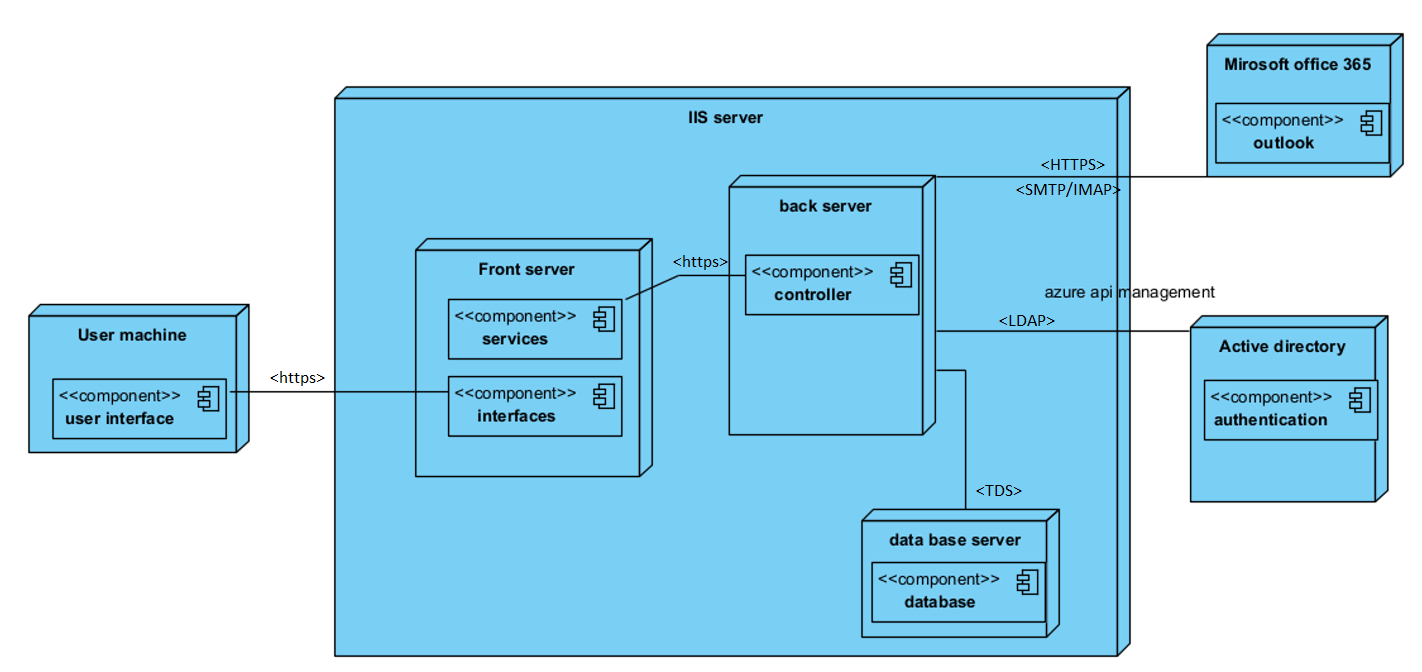 Mirosoft office 365
<<component>>
outlook
IIS server
<HTTPS>
<SMTP/IMAP>
back server
<<component>>
controller
<https>
Front server
<<component>>
services
<<component>>
interfaces
User machine
<<component>>
user interface
<https>
azure api management
<LDAP>
Active directory
<<component>>
authentication
<TDS>
data base server
<<component>>
database